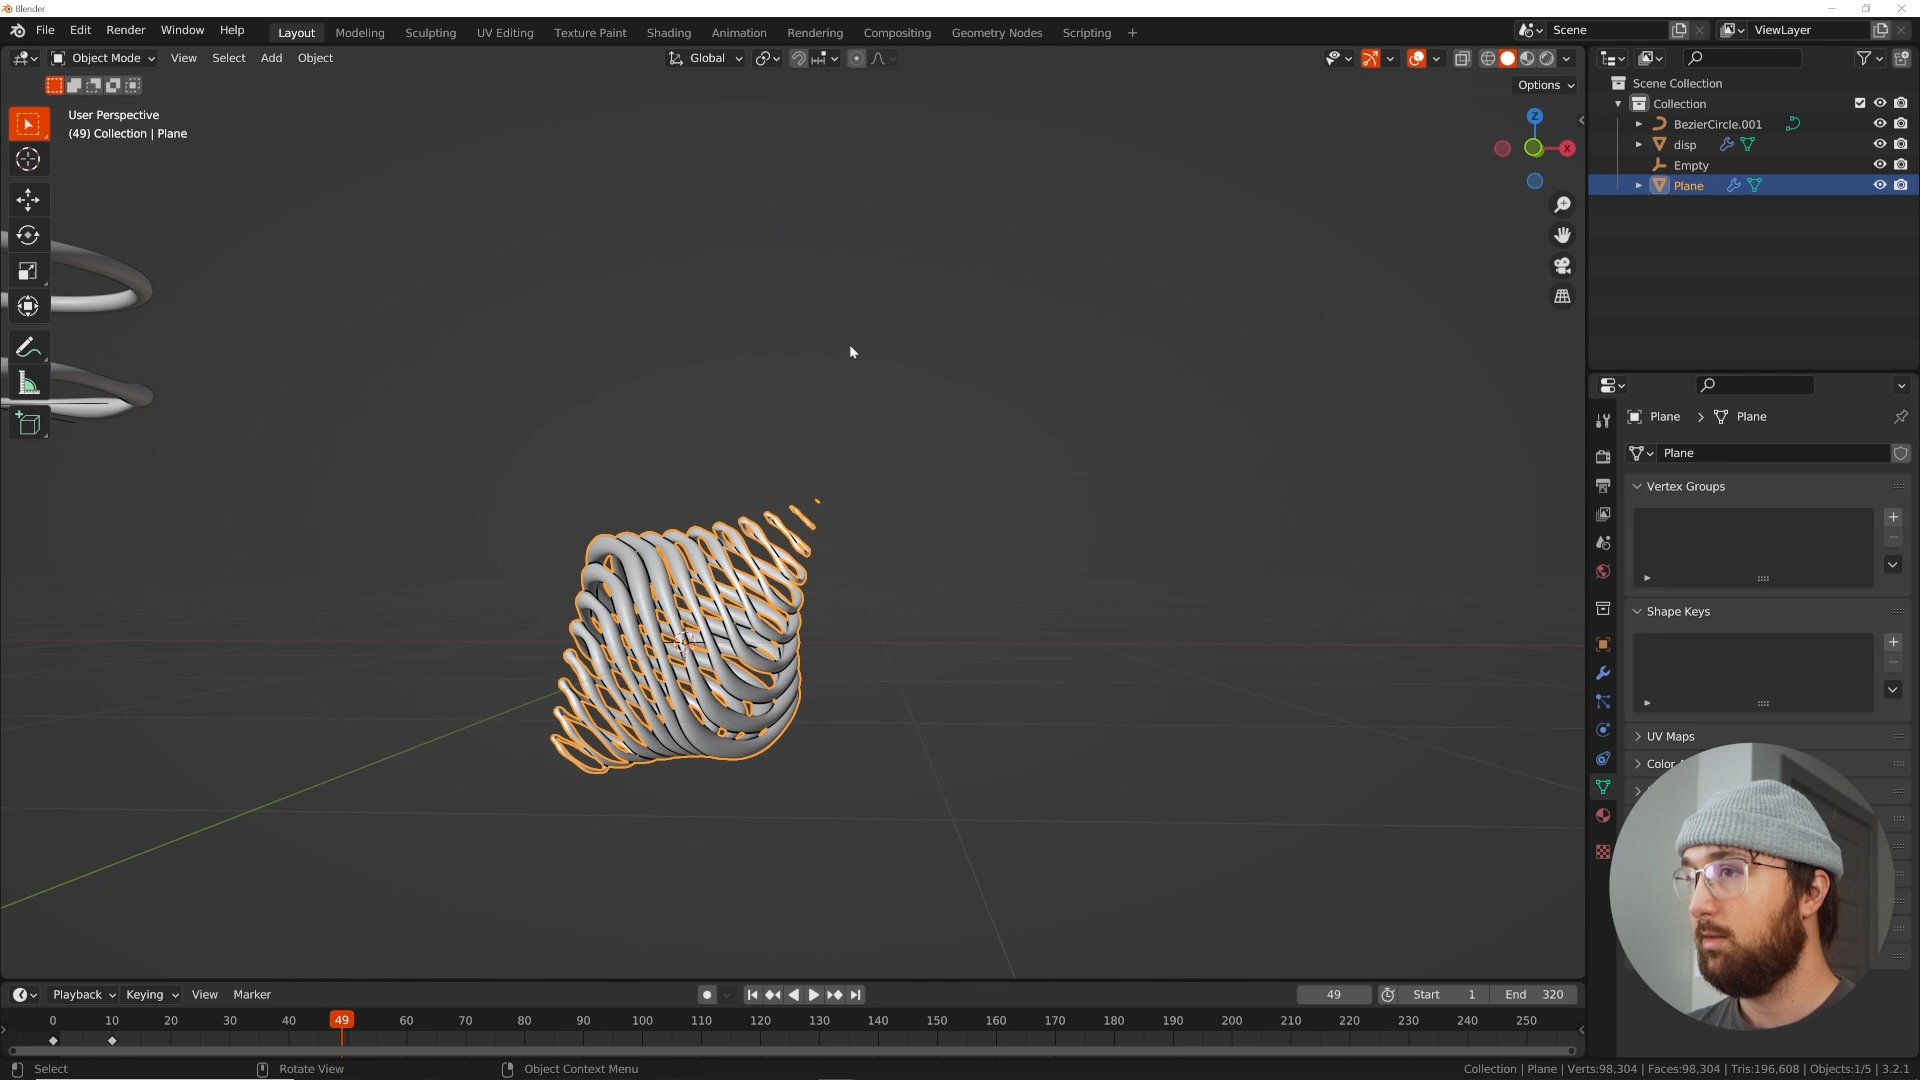 Blender
File Edit Render Window Help
Layout Modeling Sculpting UV Editing Texture Paint Shading Animation Rendering Compositing Geometry Nodes Scripting +
Scene
ViewLayer
Object Mode View Select Add Object
Global
Options
User Perspective
(49) Collection | Plane
Z
X
Scene Collection
Collection
BezierCircle.001
disp
Empty
Plane
Plane > Plane
Plane
Vertex Groups
Shape Keys
UV Maps
Color
Playback Keying View Marker
49
Start 1
End 320
0 10 20 30 40 49 60 70 80 90 100 110 120 130 140 150 160 170 180 190 200 210 220 230 240 250
Select
Rotate View
Object Context Menu
Collection | Plane | Verts:98,304 | Faces:98,304 | Tris:196,608 | Objects:1/5 | 3.2.1